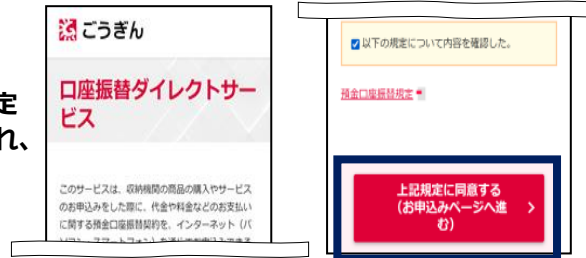 定
れ、
ごうぎん
口座振替ダイレクトサー
ビス
このサービスは、収納機関の商品の購入やサービス
のお申込みをした際に、代金や料金などのお支払い
に関する預金口座振替契約を、インターネット（パ
以下の規定について内容を確認した。
預金口座振替規定
上記規定に同意する
（お申込みページへ進
む）